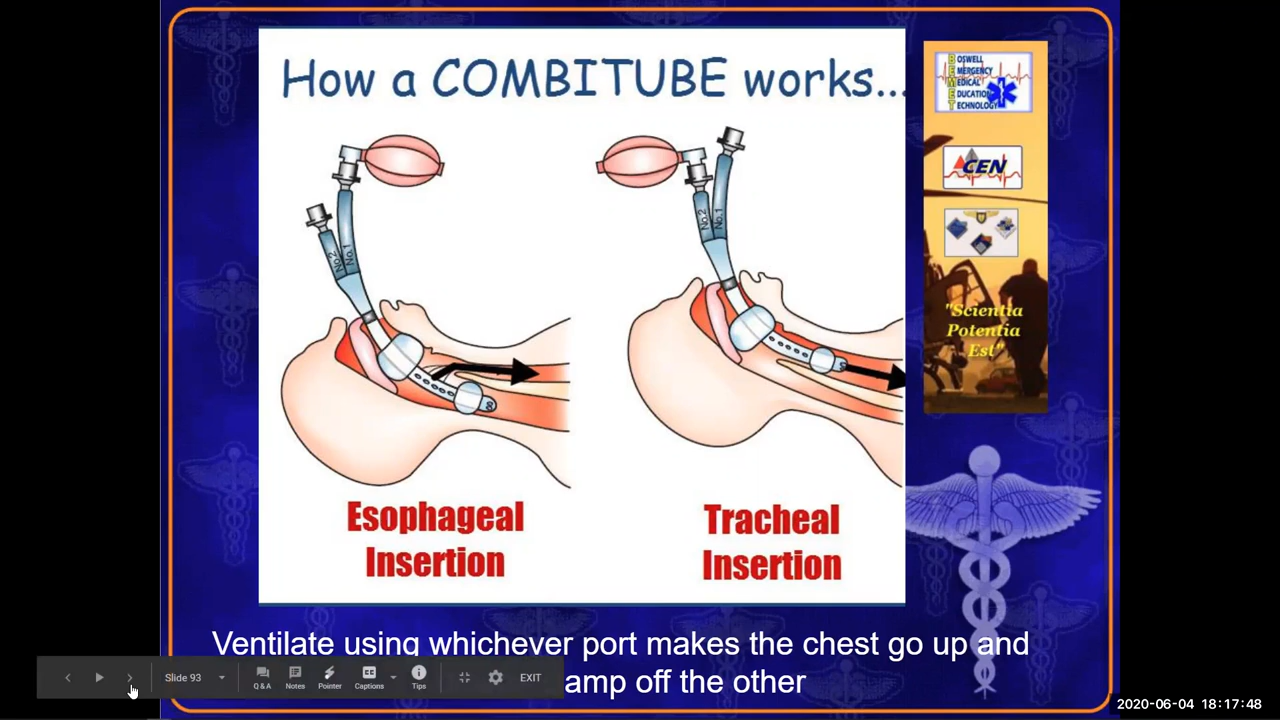 How a COMBITUBE works...
BOSWELL
EMERGENCY
MEDICAL
EDUCATION
TECHNOLOGY
CEN
"Scientia
Potentia
Est"
No.2
No.1
No.2
No.1
Esophageal
Insertion
Tracheal
Insertion
Ventilate using whichever port makes the chest go up and
amp off the other
Slide 93
Q & A
Notes
Pointer
Captions
Tips
EXIT
2020-06-04 18:17:48